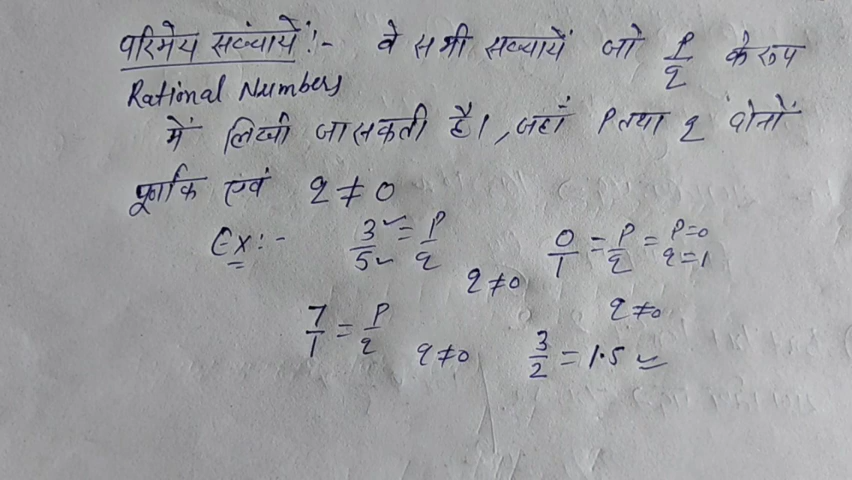 परिमेय सख्यायें:- वे सभी सख्यायें जो p/q के रुप
Rational Numbers
में लिखी जा सकती है।, जहाँ P तथा q दोनों
पूर्णांक एवं q ≠ 0
Ex:- 3/5 = p/q q ≠ 0 0/1 = p/q = p=0 q=1
q ≠ 0
7/1 = p/q q ≠ 0 3/2 = 1.5